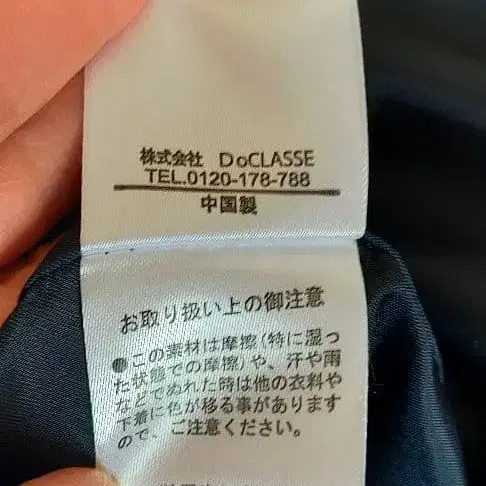 株式会社 DoCLASSE
TEL.0120-178-788
中国製
お取り扱い上の御注意
●この素材は摩擦(特に湿っ
た状態での摩擦)や、汗や雨
などでぬれた時は他の衣料や
下着に色が移る事があります
ので、ご注意ください。